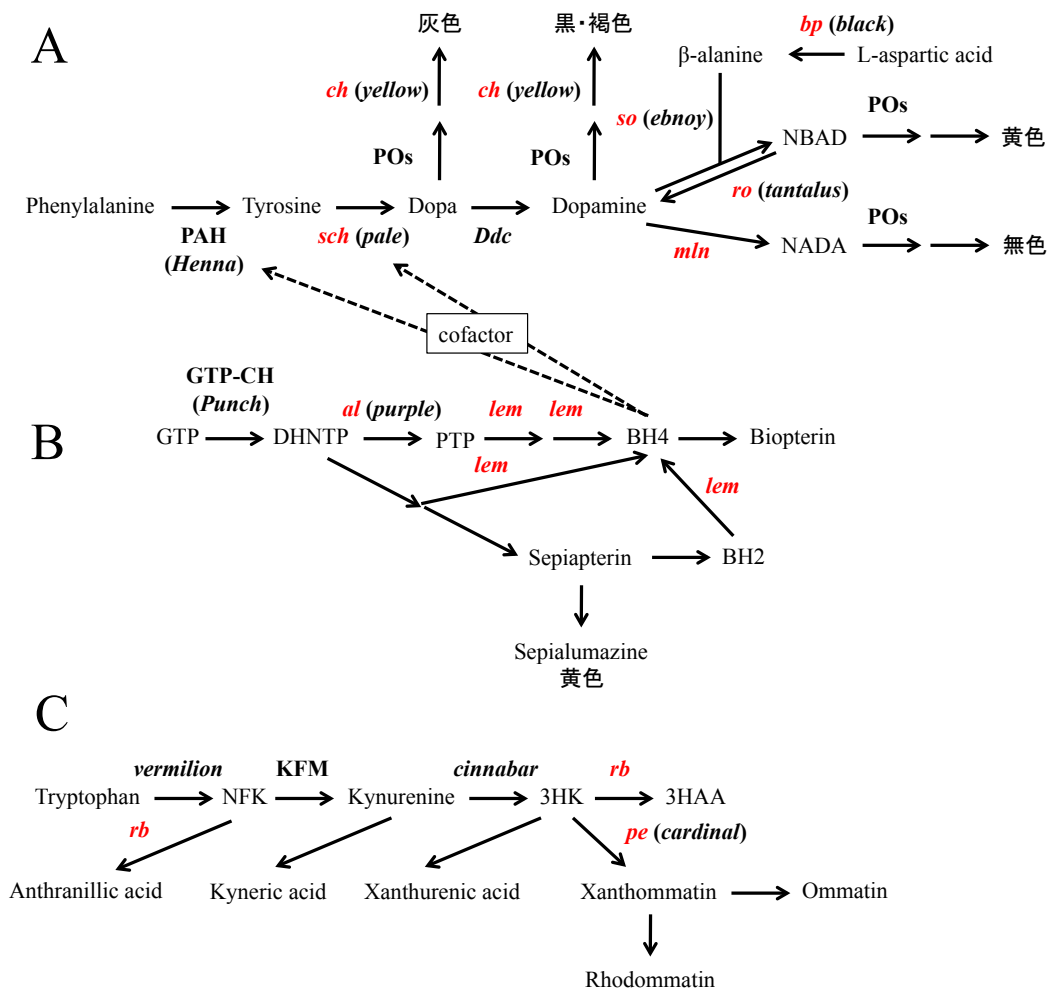 A
灰色
黒・褐色
bp (black)
β-alanine
L-aspartic acid
ch (yellow)
ch (yellow)
so (ebnoy)
POs
POs
POs
NBAD
黄色
ro (tantalus)
Phenylalanine
Tyrosine
Dopa
Dopamine
POs
PAH
(Henna)
sch (pale)
Ddc
mln
NADA
無色
cofactor
GTP-CH
(Punch)
al (purple)
lem
lem
B
GTP
DHNTP
PTP
BH4
Biopterin
lem
lem
Sepiapterin
BH2
Sepialumazine
黄色
C
vermilion
KFM
cinnabar
rb
Tryptophan
NFK
Kynurenine
3HK
3HAA
rb
pe (cardinal)
Anthranillic acid
Kyneric acid
Xanthurenic acid
Xanthommatin
Ommatin
Rhodommatin